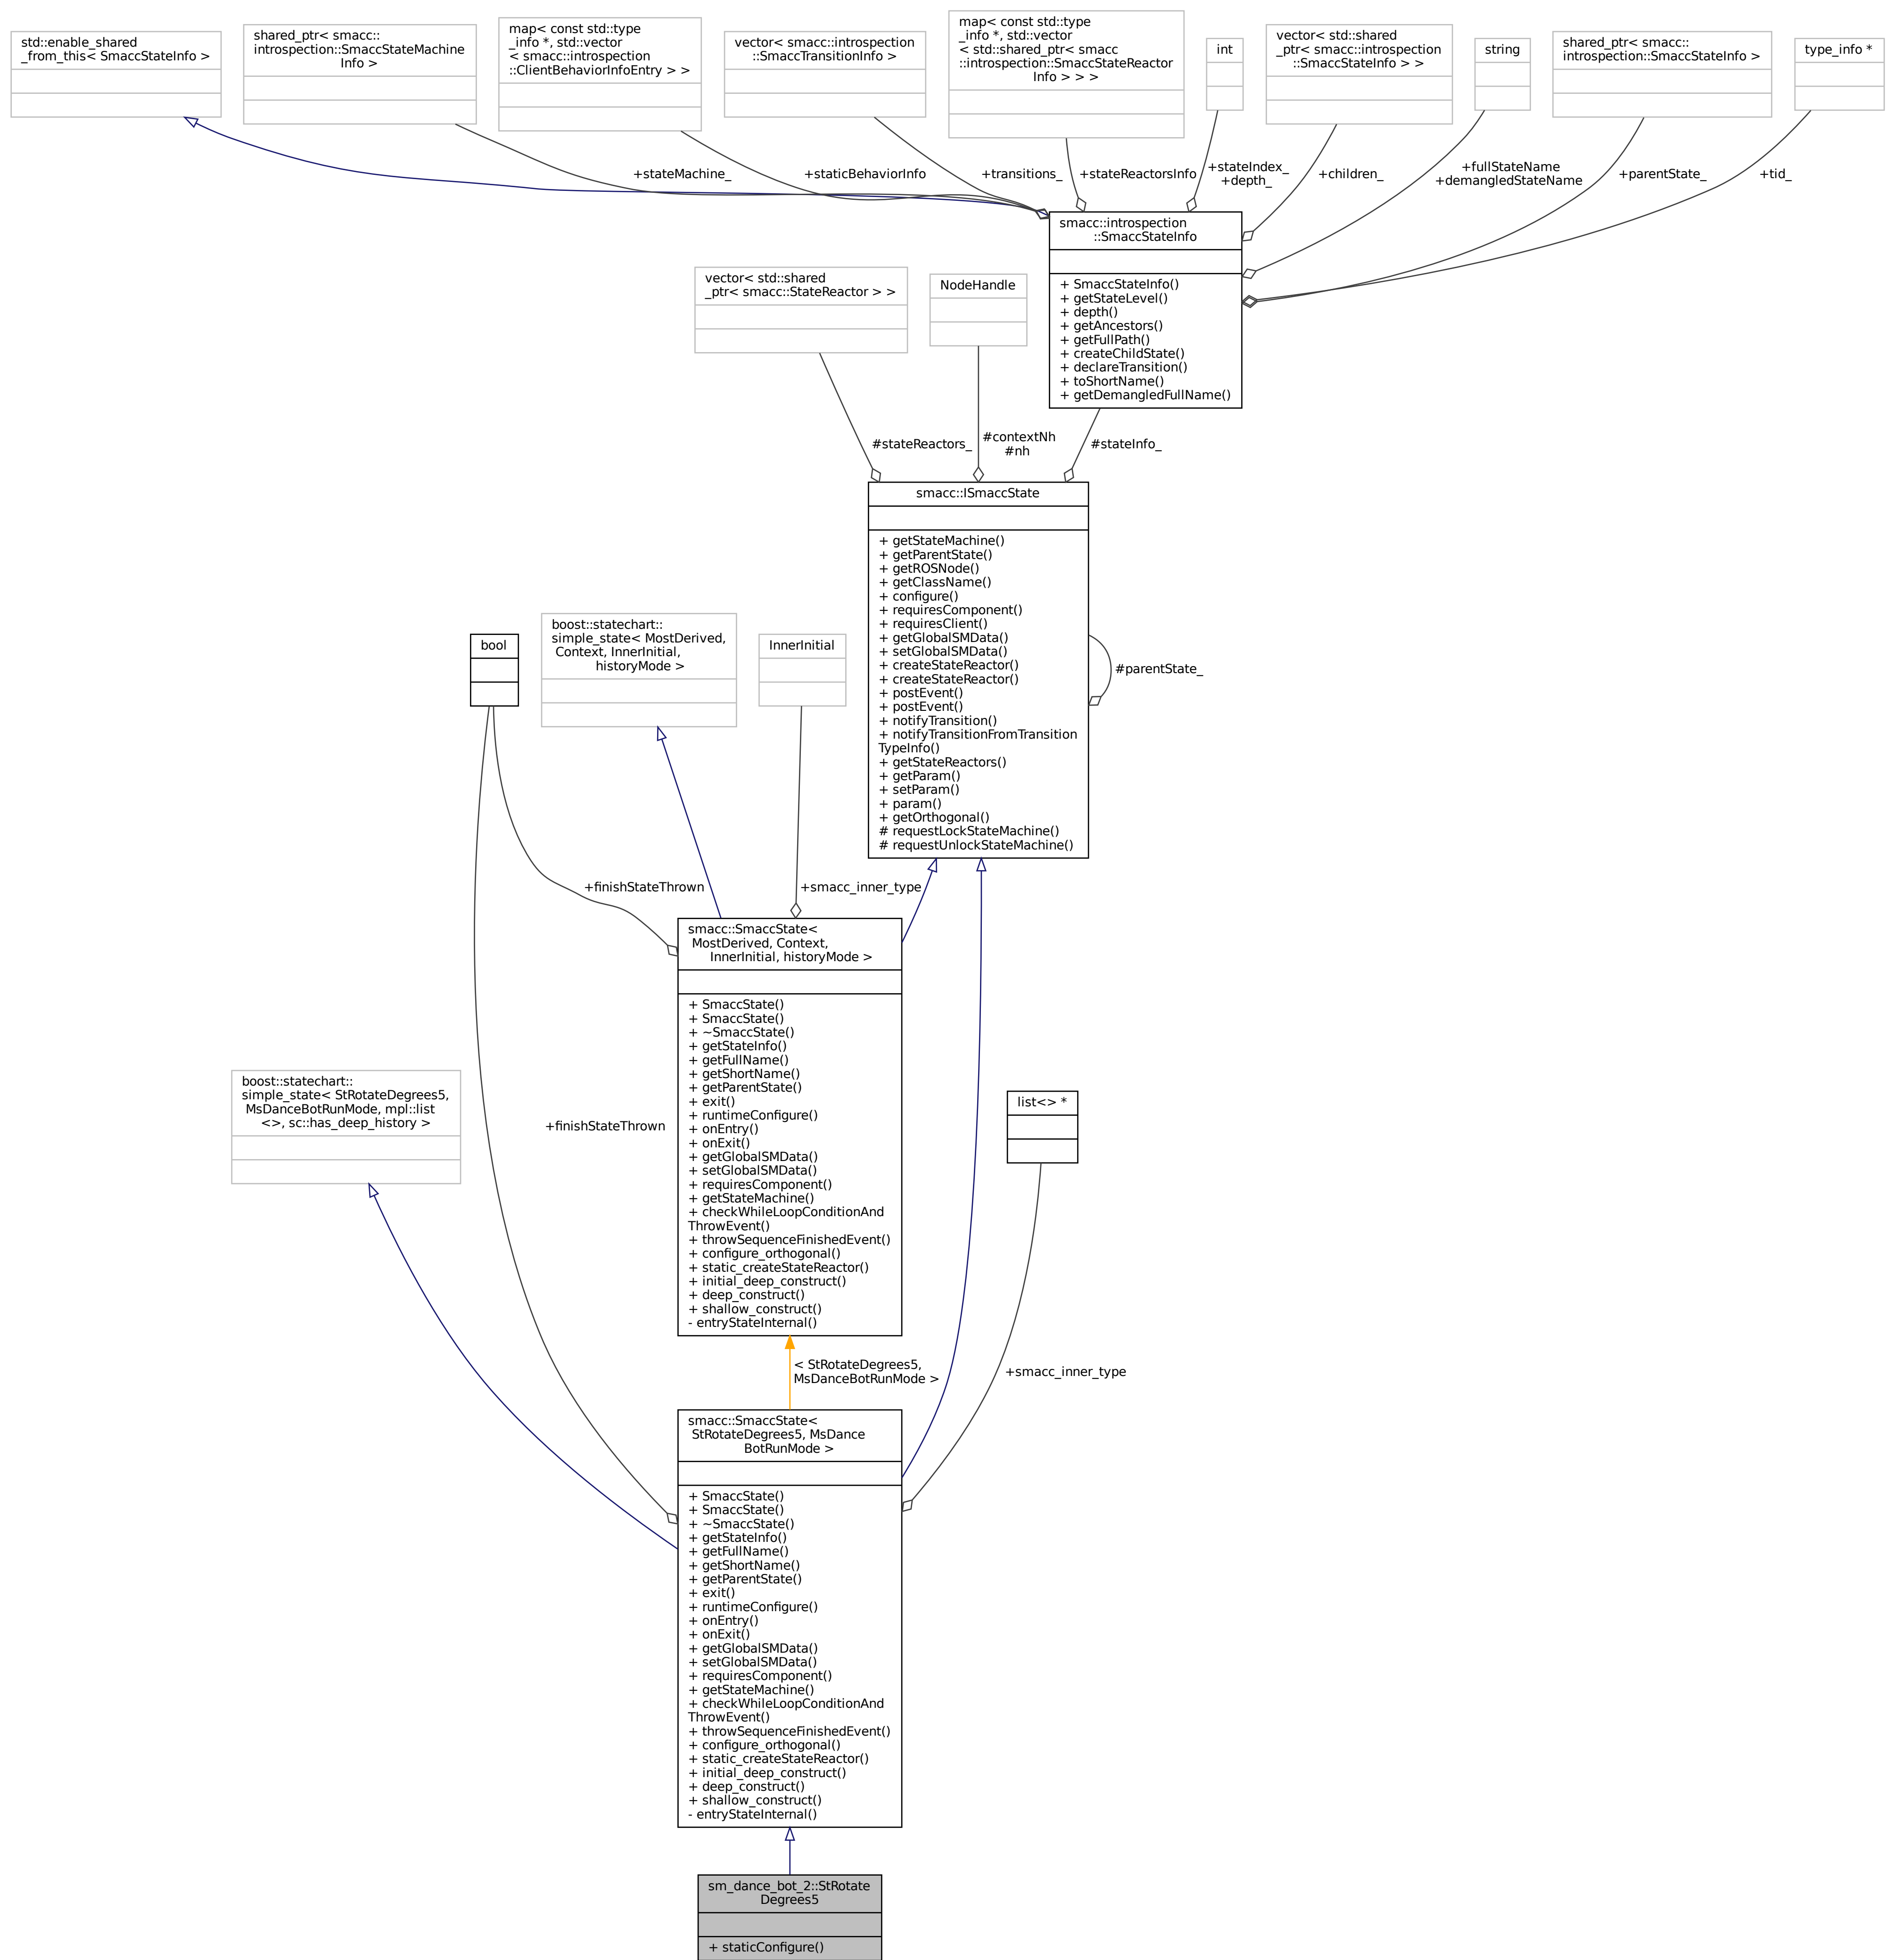 std::enable_shared
_from_this< SmaccStateInfo >
shared_ptr< smacc::
introspection::SmaccStateMachine
Info >
map< const std::type
_info *, std::vector
< smacc::introspection
::ClientBehaviorInfoEntry > >
vector< smacc::introspection
::SmaccTransitionInfo >
map< const std::type
_info *, std::vector
< std::shared_ptr< smacc
::introspection::SmaccStateReactor
Info > > >
int
vector< std::shared
_ptr< smacc::introspection
::SmaccStateInfo > >
string
shared_ptr< smacc::
introspection::SmaccStateInfo >
type_info *
+stateMachine_
+staticBehaviorInfo
+transitions_
+stateReactorsInfo
+stateIndex_
+depth_
+children_
+fullStateName
+demangledStateName
+parentState_
+tid_
smacc::introspection
::SmaccStateInfo
+ SmaccStateInfo()
+ getStateLevel()
+ depth()
+ getAncestors()
+ getFullPath()
+ createChildState()
+ declareTransition()
+ toShortName()
+ getDemangledFullName()
vector< std::shared
_ptr< smacc::StateReactor > >
NodeHandle
#stateReactors_
#contextNh
#nh
#stateInfo_
smacc::ISmaccState
+ getStateMachine()
+ getParentState()
+ getROSNode()
+ getClassName()
+ configure()
+ requiresComponent()
+ requiresClient()
+ getGlobalSMData()
+ setGlobalSMData()
+ createStateReactor()
+ createStateReactor()
+ postEvent()
+ postEvent()
+ notifyTransition()
+ notifyTransitionFromTransition
TypeInfo()
+ getStateReactors()
+ getParam()
+ setParam()
+ param()
+ getOrthogonal()
# requestLockStateMachine()
# requestUnlockStateMachine()
#parentState_
bool
boost::statechart::
simple_state< MostDerived,
Context, InnerInitial,
historyMode >
InnerInitial
+finishStateThrown
+smacc_inner_type
smacc::SmaccState<
MostDerived, Context,
InnerInitial, historyMode >
+ SmaccState()
+ SmaccState()
+ ~SmaccState()
+ getStateInfo()
+ getFullName()
+ getShortName()
+ getParentState()
+ exit()
+ runtimeConfigure()
+ onEntry()
+ onExit()
+ getGlobalSMData()
+ setGlobalSMData()
+ requiresComponent()
+ getStateMachine()
+ checkWhileLoopConditionAnd
ThrowEvent()
+ throwSequenceFinishedEvent()
+ configure_orthogonal()
+ static_createStateReactor()
+ initial_deep_construct()
+ deep_construct()
+ shallow_construct()
- entryStateInternal()
boost::statechart::
simple_state< StRotateDegrees5,
MsDanceBotRunMode, mpl::list
<>, sc::has_deep_history >
+finishStateThrown
list<> *
< StRotateDegrees5,
MsDanceBotRunMode >
+smacc_inner_type
smacc::SmaccState<
StRotateDegrees5, MsDance
BotRunMode >
+ SmaccState()
+ SmaccState()
+ ~SmaccState()
+ getStateInfo()
+ getFullName()
+ getShortName()
+ getParentState()
+ exit()
+ runtimeConfigure()
+ onEntry()
+ onExit()
+ getGlobalSMData()
+ setGlobalSMData()
+ requiresComponent()
+ getStateMachine()
+ checkWhileLoopConditionAnd
ThrowEvent()
+ throwSequenceFinishedEvent()
+ configure_orthogonal()
+ static_createStateReactor()
+ initial_deep_construct()
+ deep_construct()
+ shallow_construct()
- entryStateInternal()
sm_dance_bot_2::StRotate
Degrees5
+ staticConfigure()